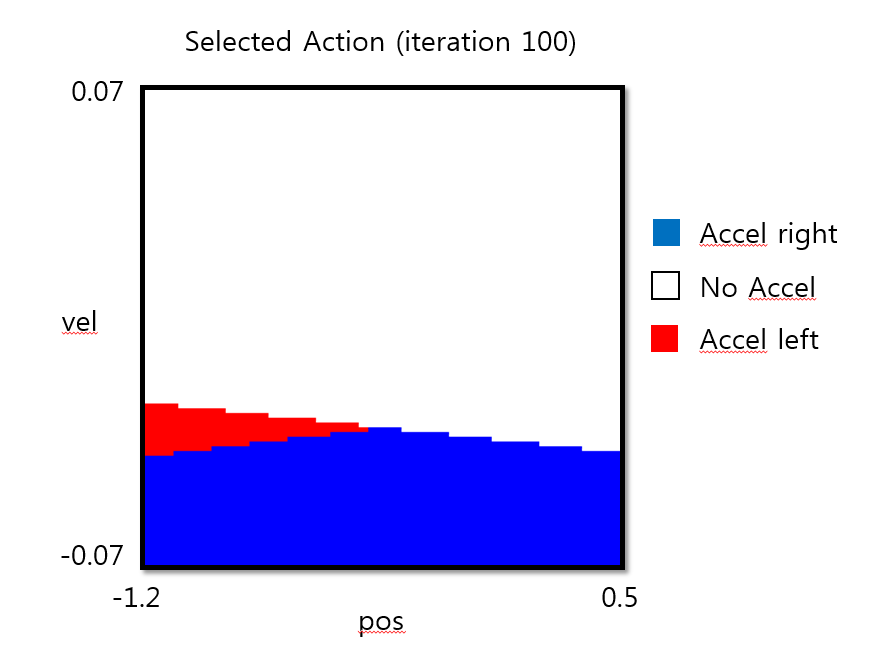 Selected Action (iteration 100)
0.07
vel
-0.07
-1.2
0.5
pos
Accel right
No Accel
Accel left